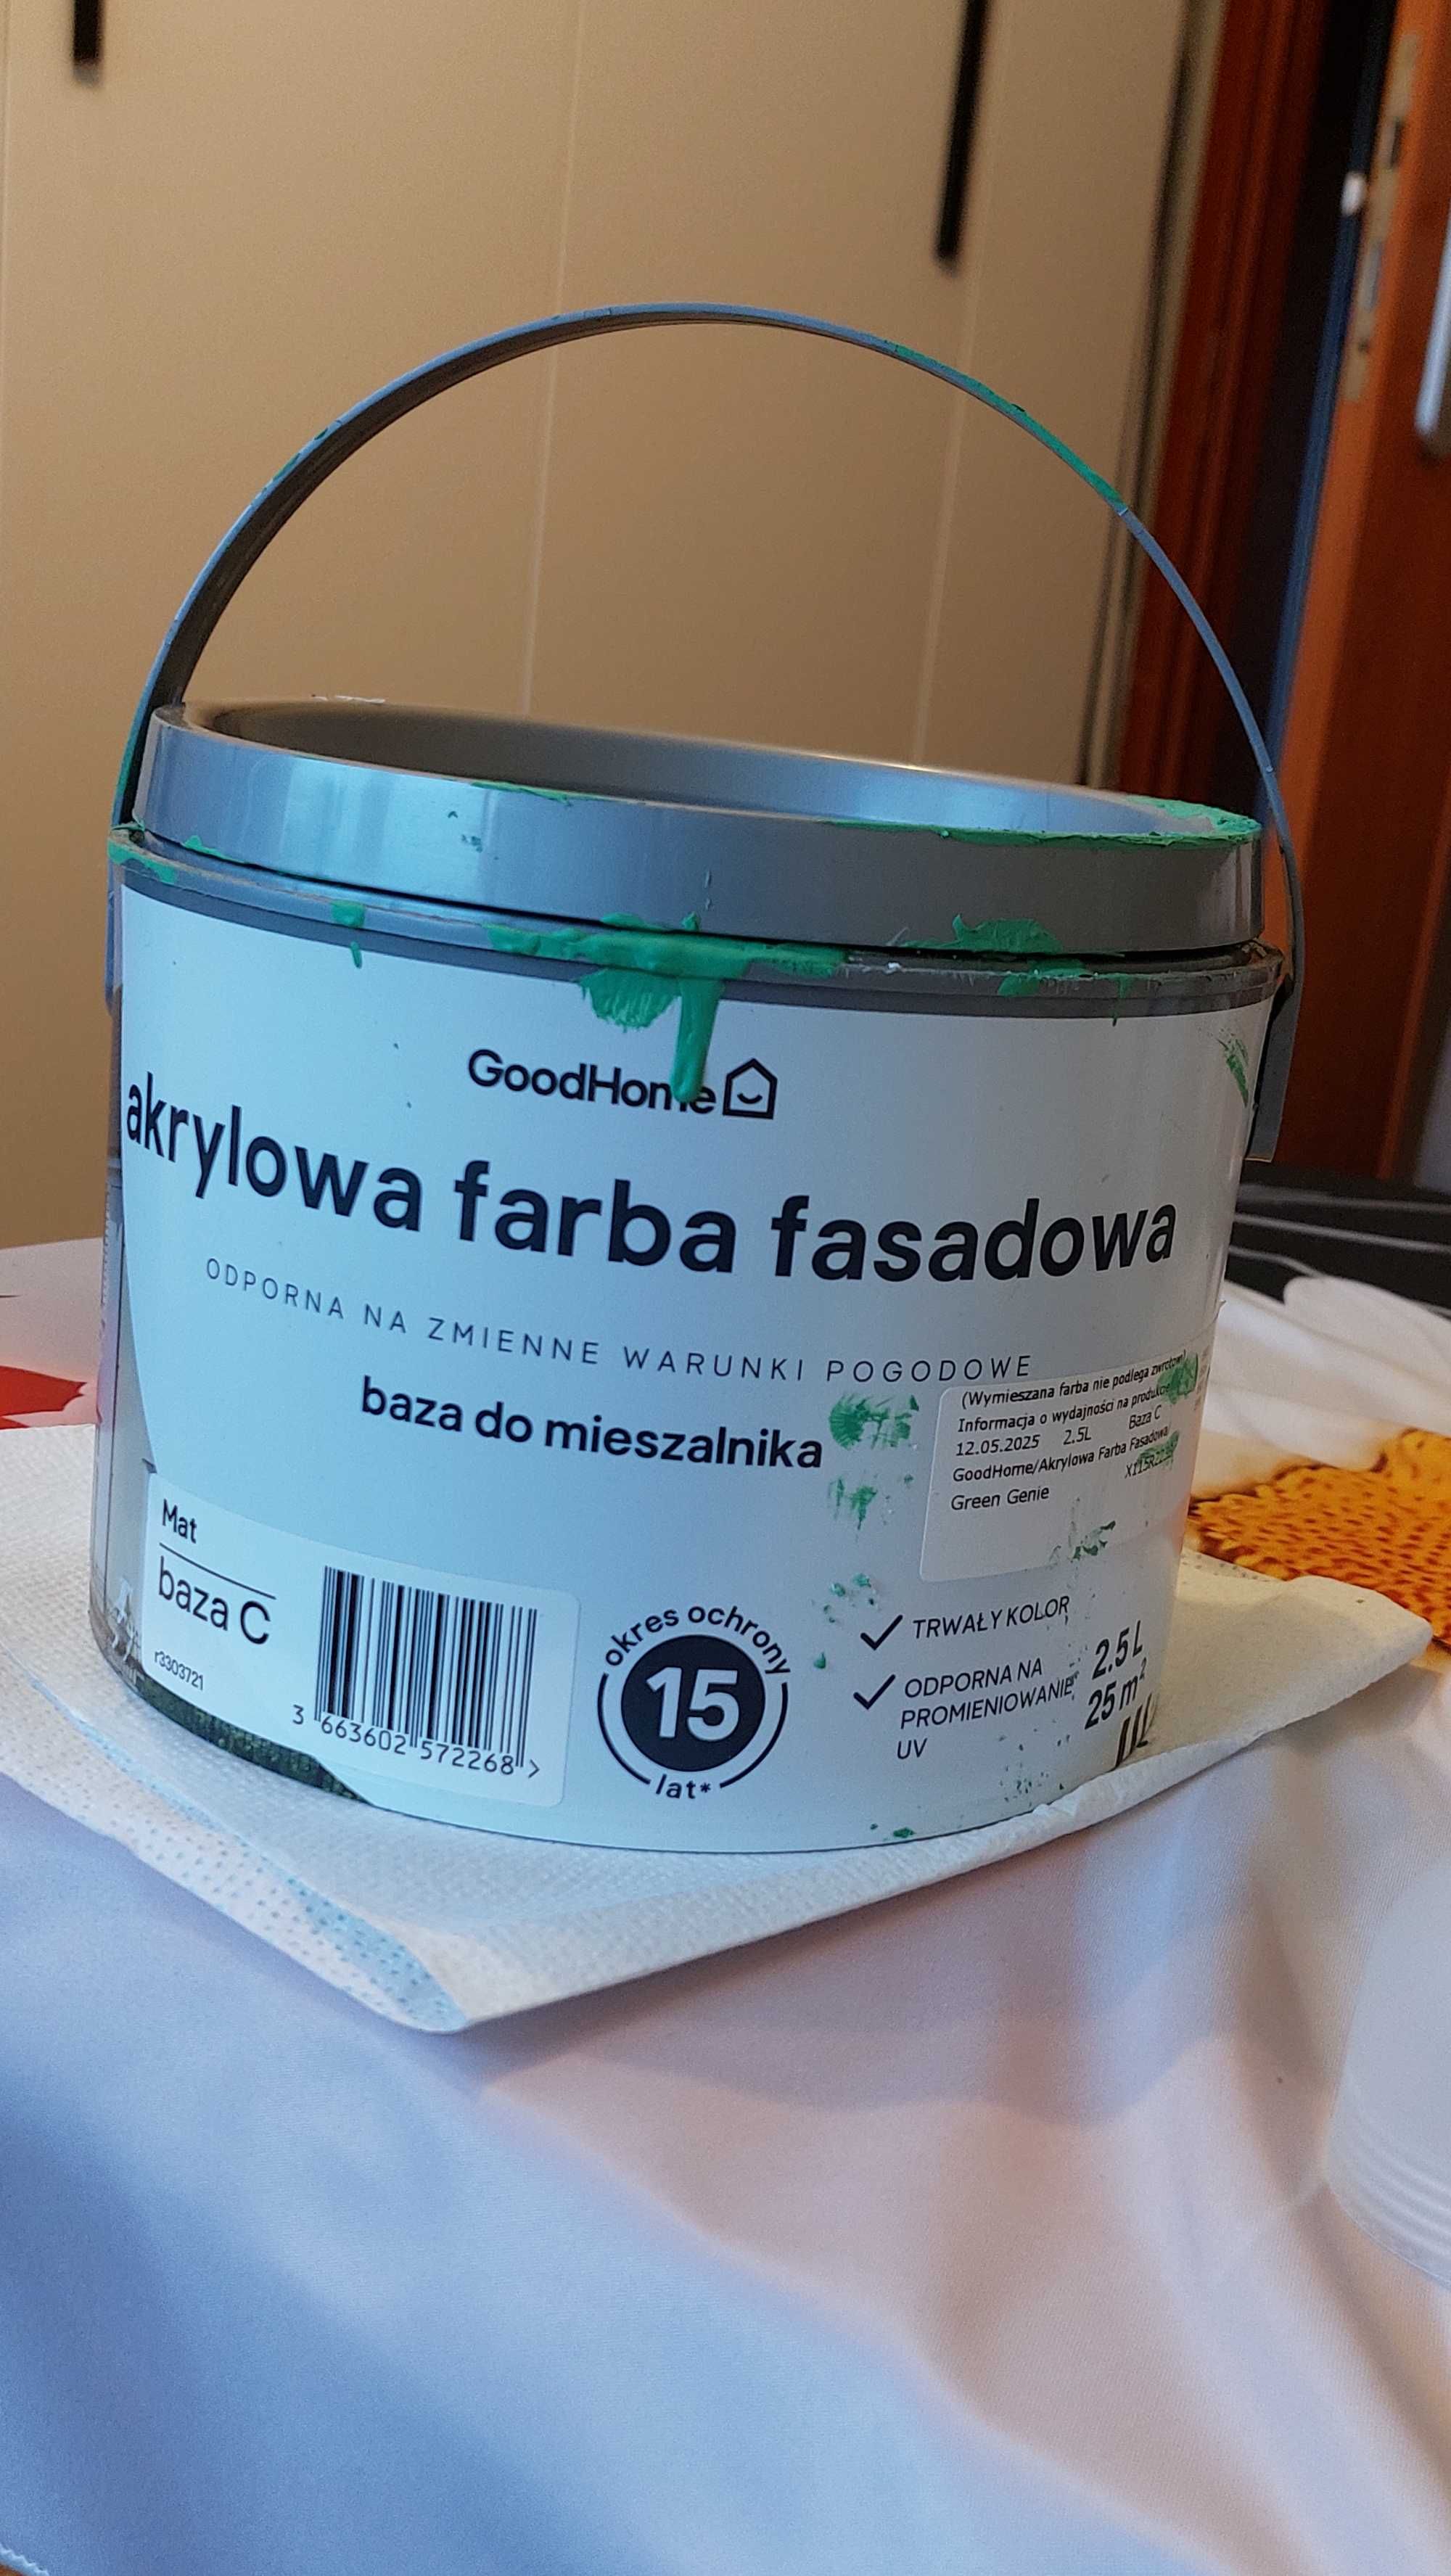 GoodHome
akrylowa farba fasadowa
ODPORNA NA ZMIENNE WARUNKI POGODOWE
baza do mieszalnika
(Wymieszana farba nie podlega zwrotowi)
Informacja o wydajności na produkcie
12.05.2025 2.5L Baza C
GoodHome/Akrylowa Farba Fasadowa
Green Genie
Mat
baza C
r3303721
3 663602 572268 >
okres ochrony
15
lat*
TRWAŁY KOLOR
ODPORNA NA
PROMIENIOWANIE
UV
2.5 L
25 m²